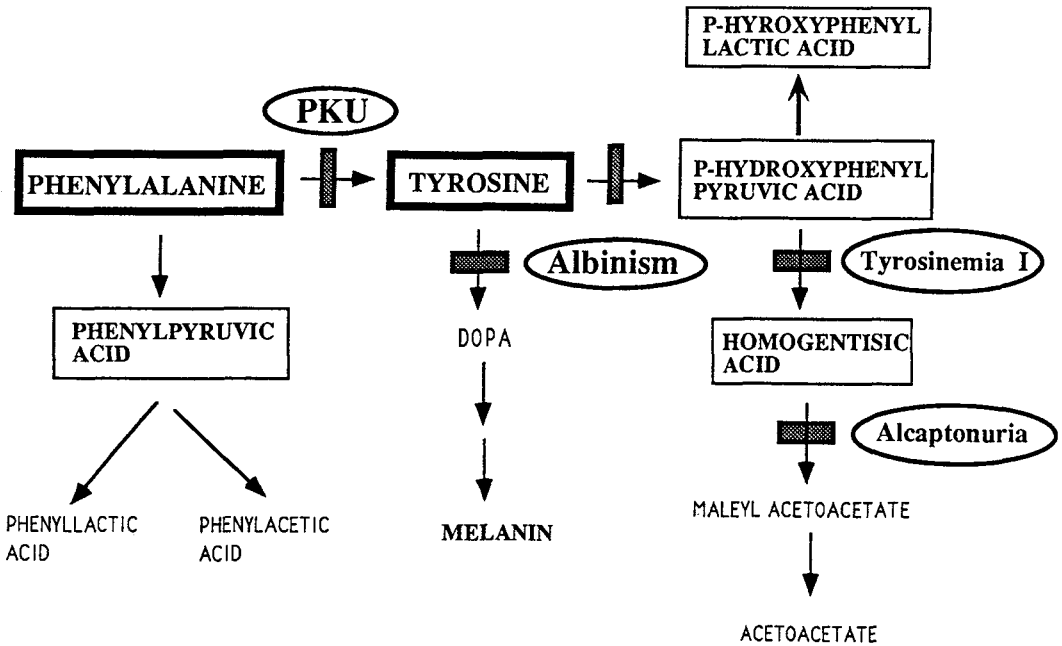 P-HYROXYPHENYL
LACTIC ACID
PKU
PHENYLALANINE
TYROSINE
P-HYDROXYPHENYL
PYRUVIC ACID
Albinism
Tyrosinemia I
PHENYLPYRUVIC
ACID
DOPA
HOMOGENTISIC
ACID
Alcaptonuria
PHENYLLACTIC
ACID
PHENYLACETIC
ACID
MELANIN
MALEYL ACETOACETATE
ACETOACETATE